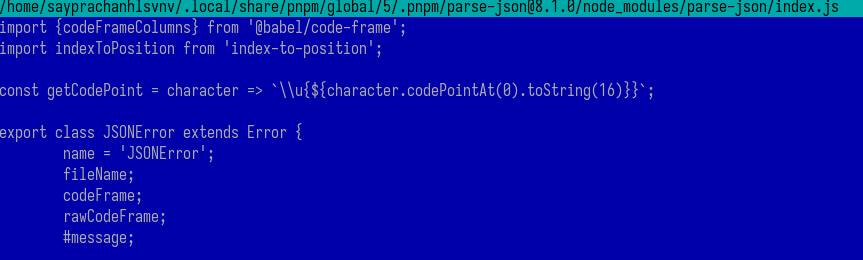 /home/sayprachanhlsvnv/.local/share/pnpm/global/5/.pnpm/parse-json@8.1.0/node_modules/parse-json/index.js
import {codeFrameColumns} from '@babel/code-frame';
import indexToPosition from 'index-to-position';

const getCodePoint = character => `\\u{${character.codePointAt(0).toString(16)}}`;

export class JSONError extends Error {
        name = 'JSONError';
        fileName;
        codeFrame;
        rawCodeFrame;
        #message;